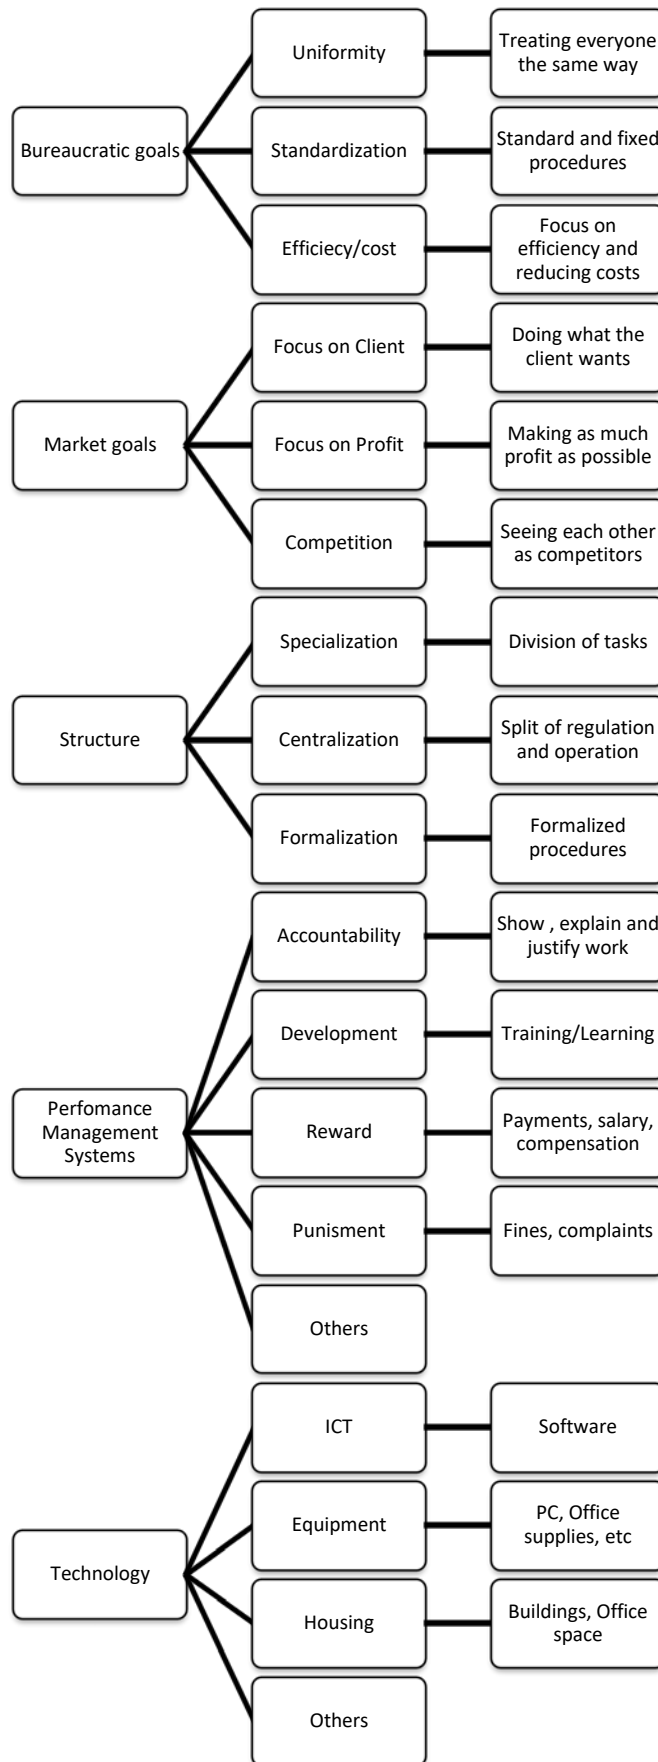 Bureaucratic goals
Uniformity
Treating everyone
the same way
Standardization
Standard and fixed
procedures
Efficiecy/cost
Focus on
efficiency and
reducing costs
Market goals
Focus on Client
Doing what the
client wants
Focus on Profit
Making as much
profit as possible
Competition
Seeing each other
as competitors
Structure
Specialization
Division of tasks
Centralization
Split of regulation
and operation
Formalization
Formalized
procedures
Perfomance
Management
Systems
Accountability
Show , explain and
justify work
Development
Training/Learning
Reward
Payments, salary,
compensation
Punisment
Fines, complaints
Others
Technology
ICT
Software
Equipment
PC, Office
supplies, etc
Housing
Buildings, Office
space
Others